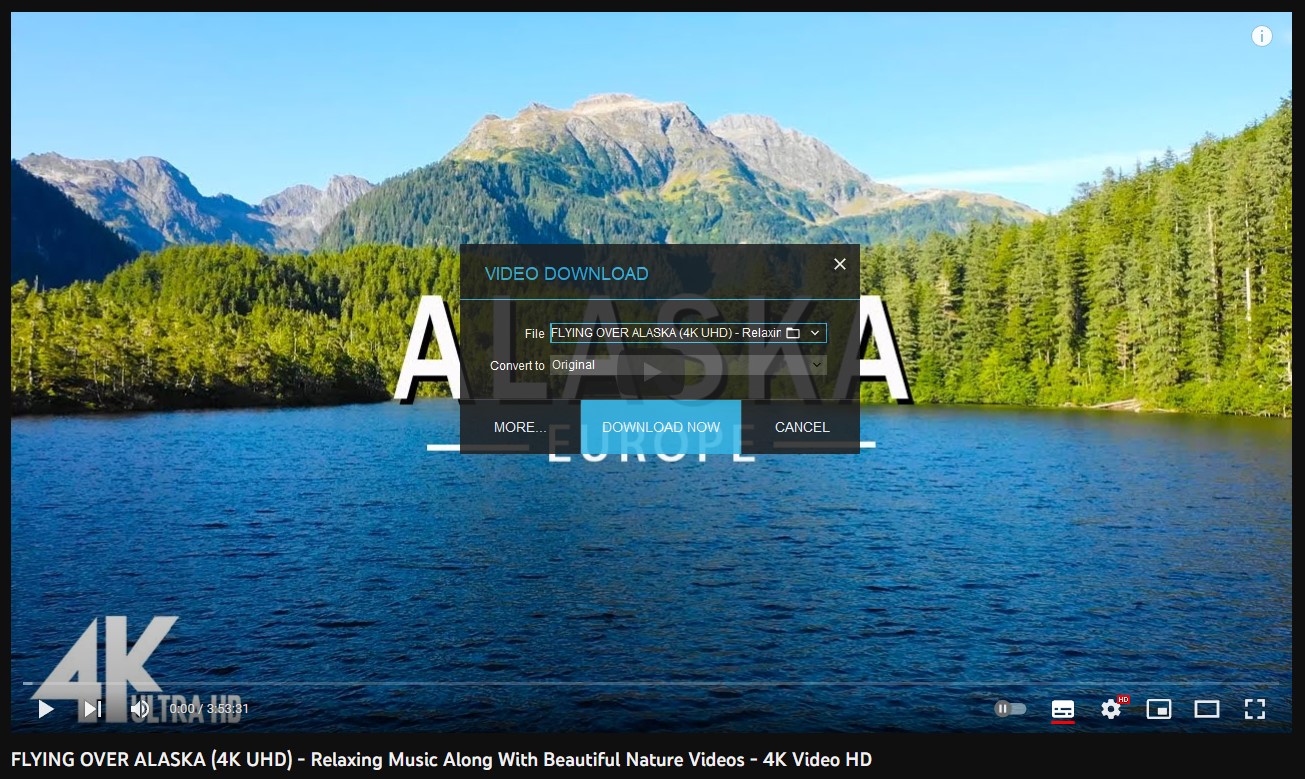 VIDEO DOWNLOAD
ALASKA
File FLYING OVER ALASKA (4K UHD) - Relaxin
Convert to Original
MORE... DOWNLOAD NOW CANCEL
EUROPE
4K
ULTRA HD
0:00 / 3:53:31
HD
FLYING OVER ALASKA (4K UHD) - Relaxing Music Along With Beautiful Nature Videos - 4K Video HD